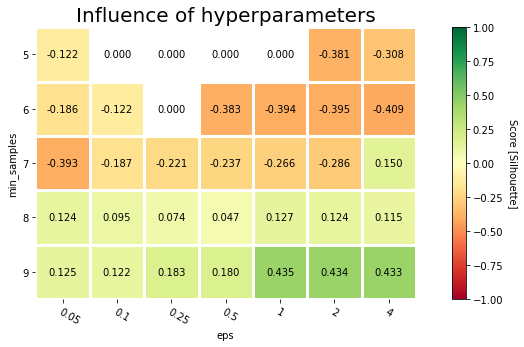 Influence of hyperparameters
5 -0.122 0.000 0.000 0.000 0.000 -0.381 -0.308
6 -0.186 -0.122 0.000 -0.383 -0.394 -0.395 -0.409
7 -0.393 -0.187 -0.221 -0.237 -0.266 -0.286 0.150
8 0.124 0.095 0.074 0.047 0.127 0.124 0.115
9 0.125 0.122 0.183 0.180 0.435 0.434 0.433
min_samples
0.05 0.1 0.25 0.5 1 2 4
eps
1.00
0.75
0.50
0.25
0.00
-0.25
-0.50
-0.75
-1.00
Score [Silhouette]